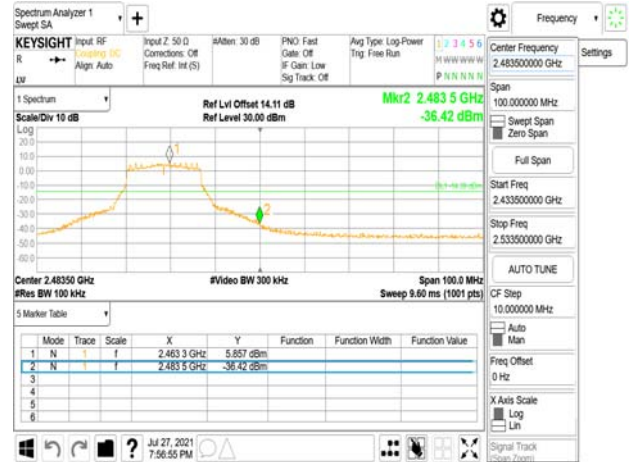 Spectrum Analyzer 1
Swept SA
+
Frequency
KEYSIGHT
R
Input: RF
Coupling: DC
Align: Auto
Input Z: 50 Ω
Corrections: Off
Freq Ref: Int (S)
#Atten: 30 dB
PNO: Fast
Gate: Off
IF Gain: Low
Sig Track: Off
Avg Type: Log-Power
Trig: Free Run
1 2 3 4 5 6
M W W W W W
P N N N N N
LV
1 Spectrum
Scale/Div 10 dB
Ref Lvl Offset 14.11 dB
Ref Level 30.00 dBm
Mkr2 2.483 5 GHz
-36.42 dBm
Log
20.0
10.0
0.00
-10.0
-20.0
-30.0
-40.0
-50.0
-60.0
1
2
Center 2.48350 GHz
#Res BW 100 kHz
#Video BW 300 kHz
Span 100.0 MHz
Sweep 9.60 ms (1001 pts)
5 Marker Table
Mode Trace Scale X Y Function Function Width Function Value
1 N 1 f 2.463 3 GHz 5.857 dBm
2 N 1 f 2.483 5 GHz -36.42 dBm
3
4
5
6
Jul 27, 2021
7:56:55 PM
Center Frequency
2.483500000 GHz
Settings
Span
100.000000 MHz
Swept Span
Zero Span
Full Span
Start Freq
2.433500000 GHz
Stop Freq
2.533500000 GHz
AUTO TUNE
CF Step
10.000000 MHz
Auto
Man
Freq Offset
0 Hz
X Axis Scale
Log
Lin
Signal Track
(Span Zoom)